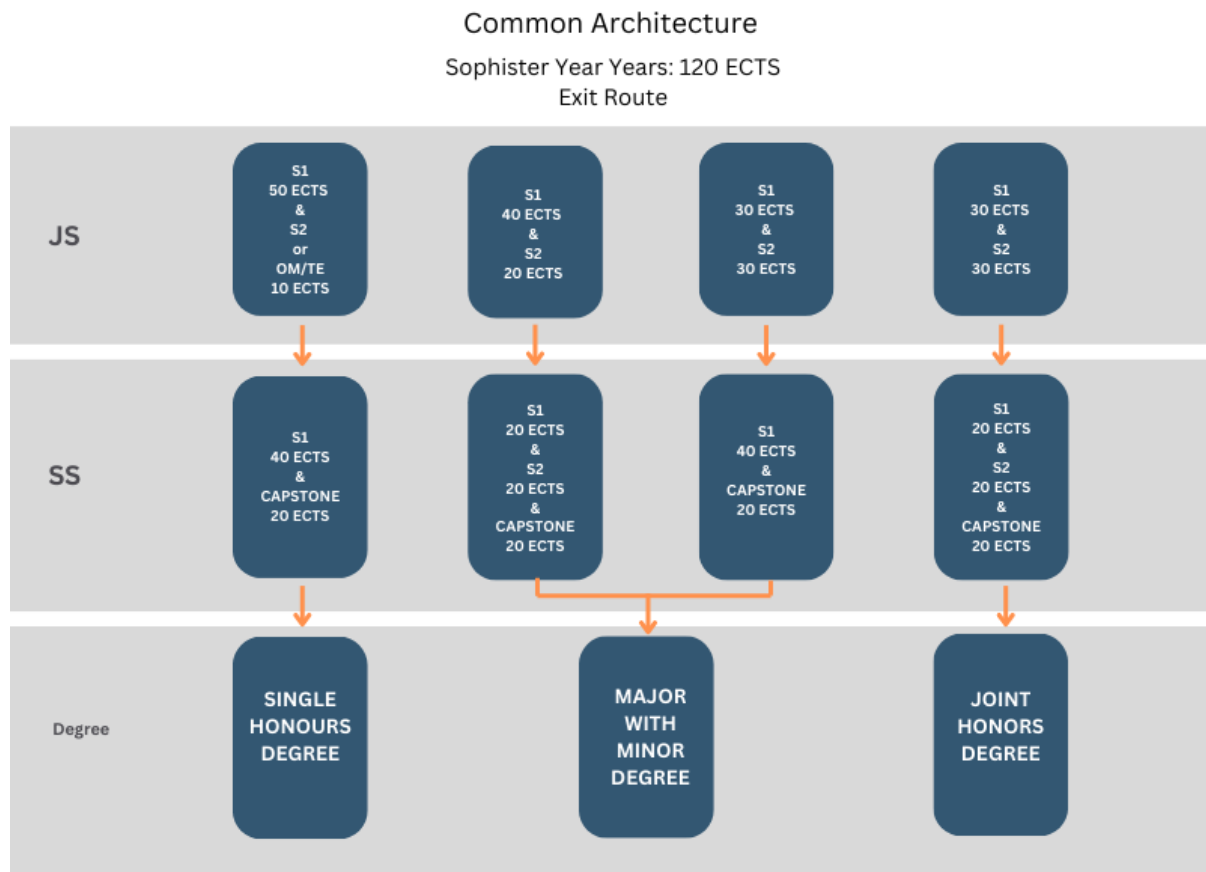 Common Architecture
Sophister Year Years: 120 ECTS
Exit Route
JS
S1
50 ECTS
&
S2
or
OM/TE
10 ECTS
S1
40 ECTS
&
S2
20 ECTS
S1
30 ECTS
&
S2
30 ECTS
S1
30 ECTS
&
S2
30 ECTS
SS
S1
40 ECTS
&
CAPSTONE
20 ECTS
S1
20 ECTS
&
S2
20 ECTS
&
CAPSTONE
20 ECTS
S1
40 ECTS
&
CAPSTONE
20 ECTS
S1
20 ECTS
&
S2
20 ECTS
&
CAPSTONE
20 ECTS
Degree
SINGLE
HONOURS
DEGREE
MAJOR
WITH
MINOR
DEGREE
JOINT
HONORS
DEGREE